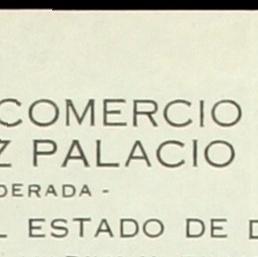 COMERCIO
Z PALACIO
DERADA -
L ESTADO DE D